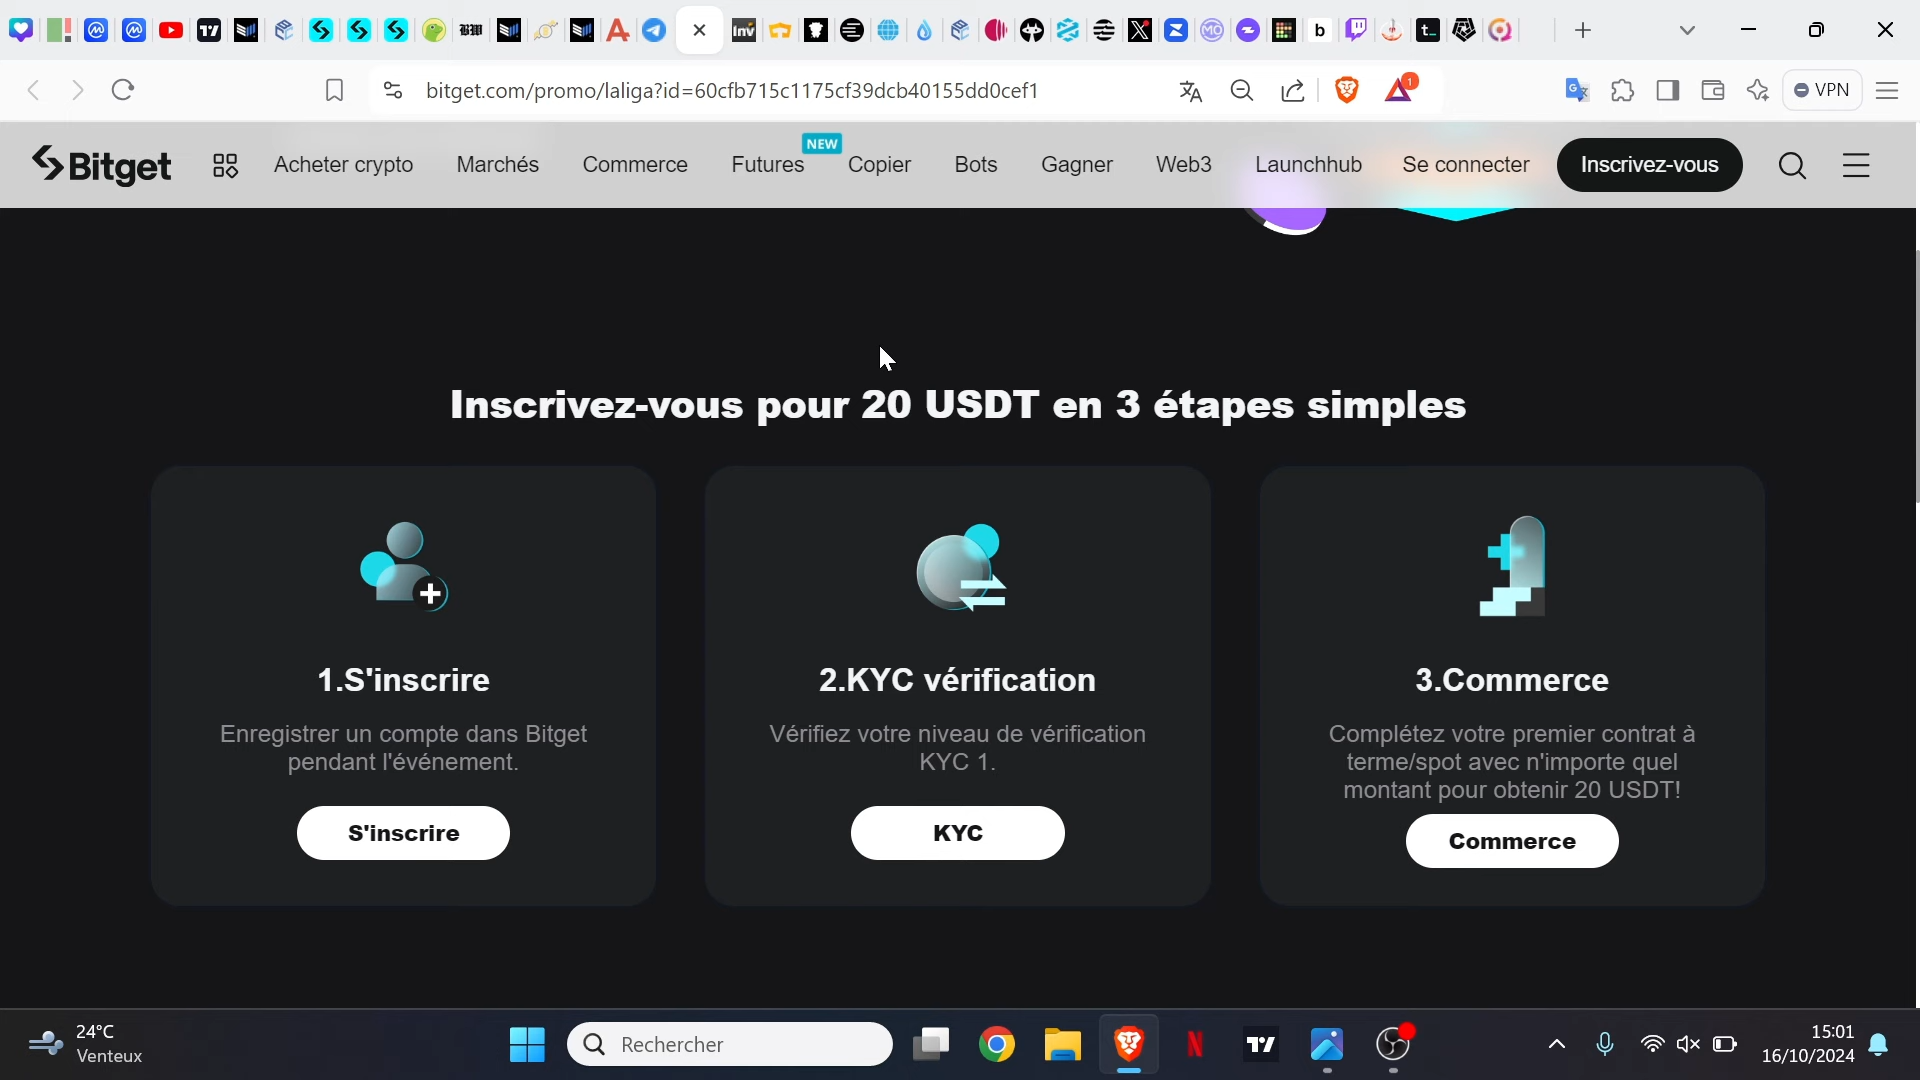 bitget.com/promo/laliga?id=60cfb715c1175cf39dcb40155dd0cef1
1
VPN
Bitget
Acheter crypto
Marchés
Commerce
Futures
NEW
Copier
Bots
Gagner
Web3
Launchhub
Se connecter
Inscrivez-vous
Inscrivez-vous pour 20 USDT en 3 étapes simples
1.S'inscrire
Enregistrer un compte dans Bitget
pendant l'événement.
S'inscrire
2.KYC vérification
Vérifiez votre niveau de vérification
KYC 1.
KYC
3.Commerce
Complétez votre premier contrat à
terme/spot avec n'importe quel
montant pour obtenir 20 USDT!
Commerce
24°C
Venteux
Rechercher
15:01
16/10/2024